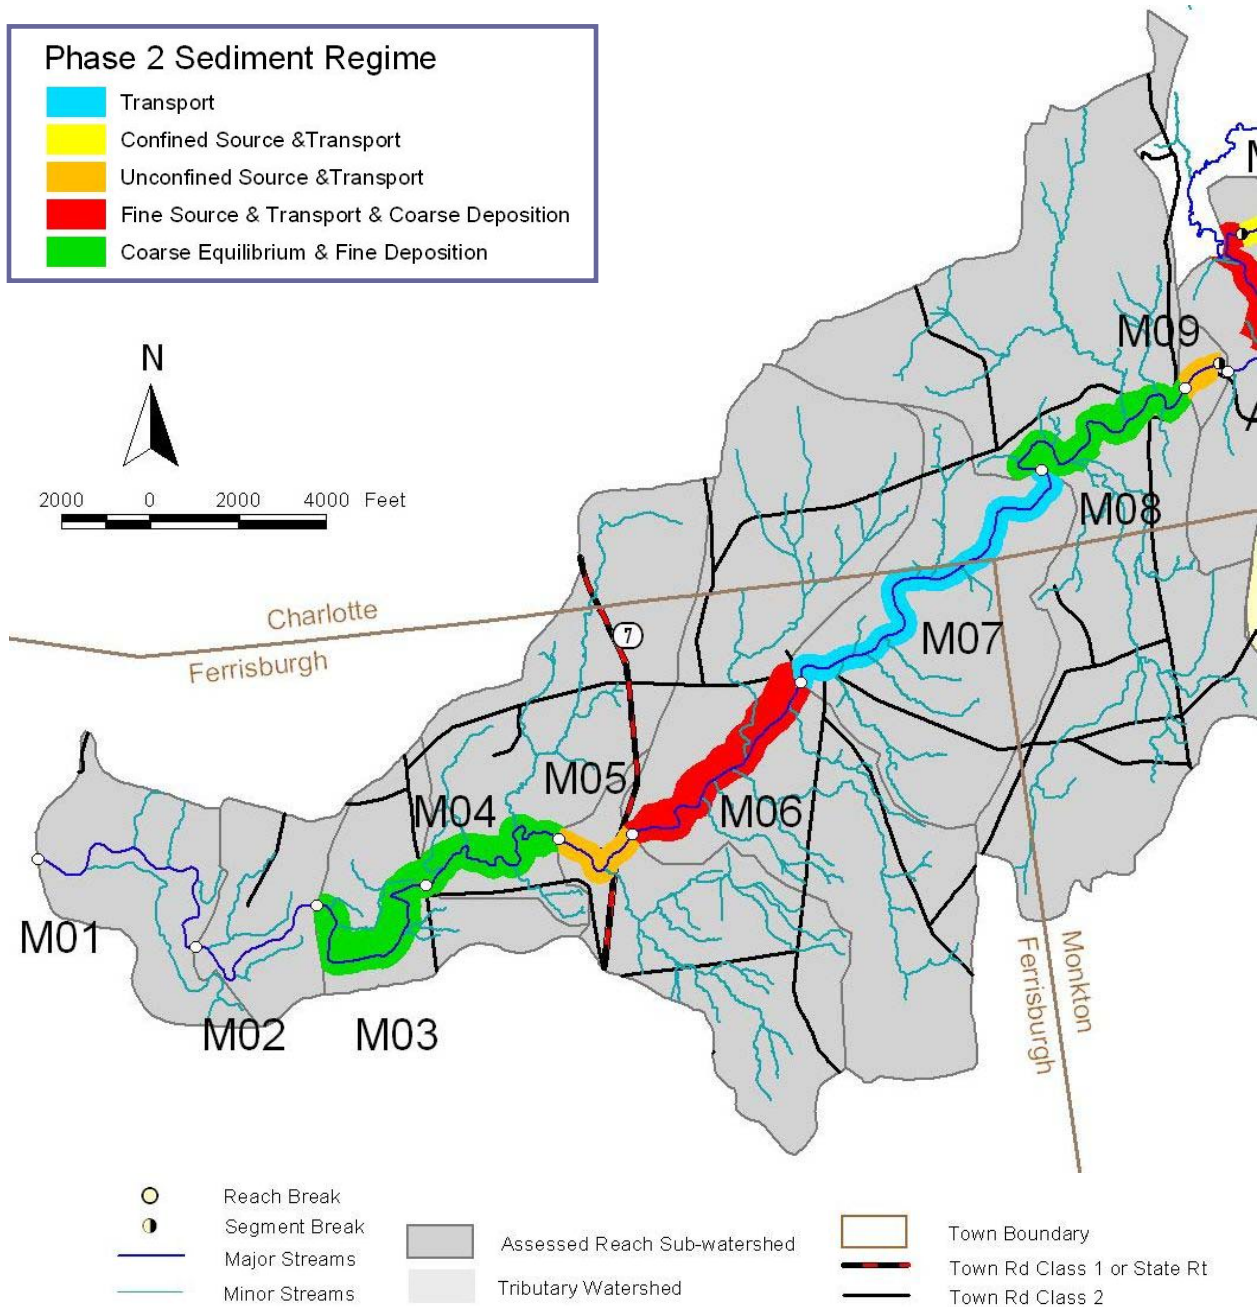 Phase 2 Sediment Regime
Transport
Confined Source &Transport
Unconfined Source &Transport
Fine Source & Transport & Coarse Deposition
Coarse Equilibrium & Fine Deposition
M
M09
N
2000 0 2000 4000 Feet
M08
Charlotte
7
Ferrisburgh
M07
M05
M04
M06
M01
M02
M03
Monkton
Ferrisburgh
Reach Break
Segment Break
Major Streams
Minor Streams
Assessed Reach Sub-watershed
Tributary Watershed
Town Boundary
Town Rd Class 1 or State Rt
Town Rd Class 2